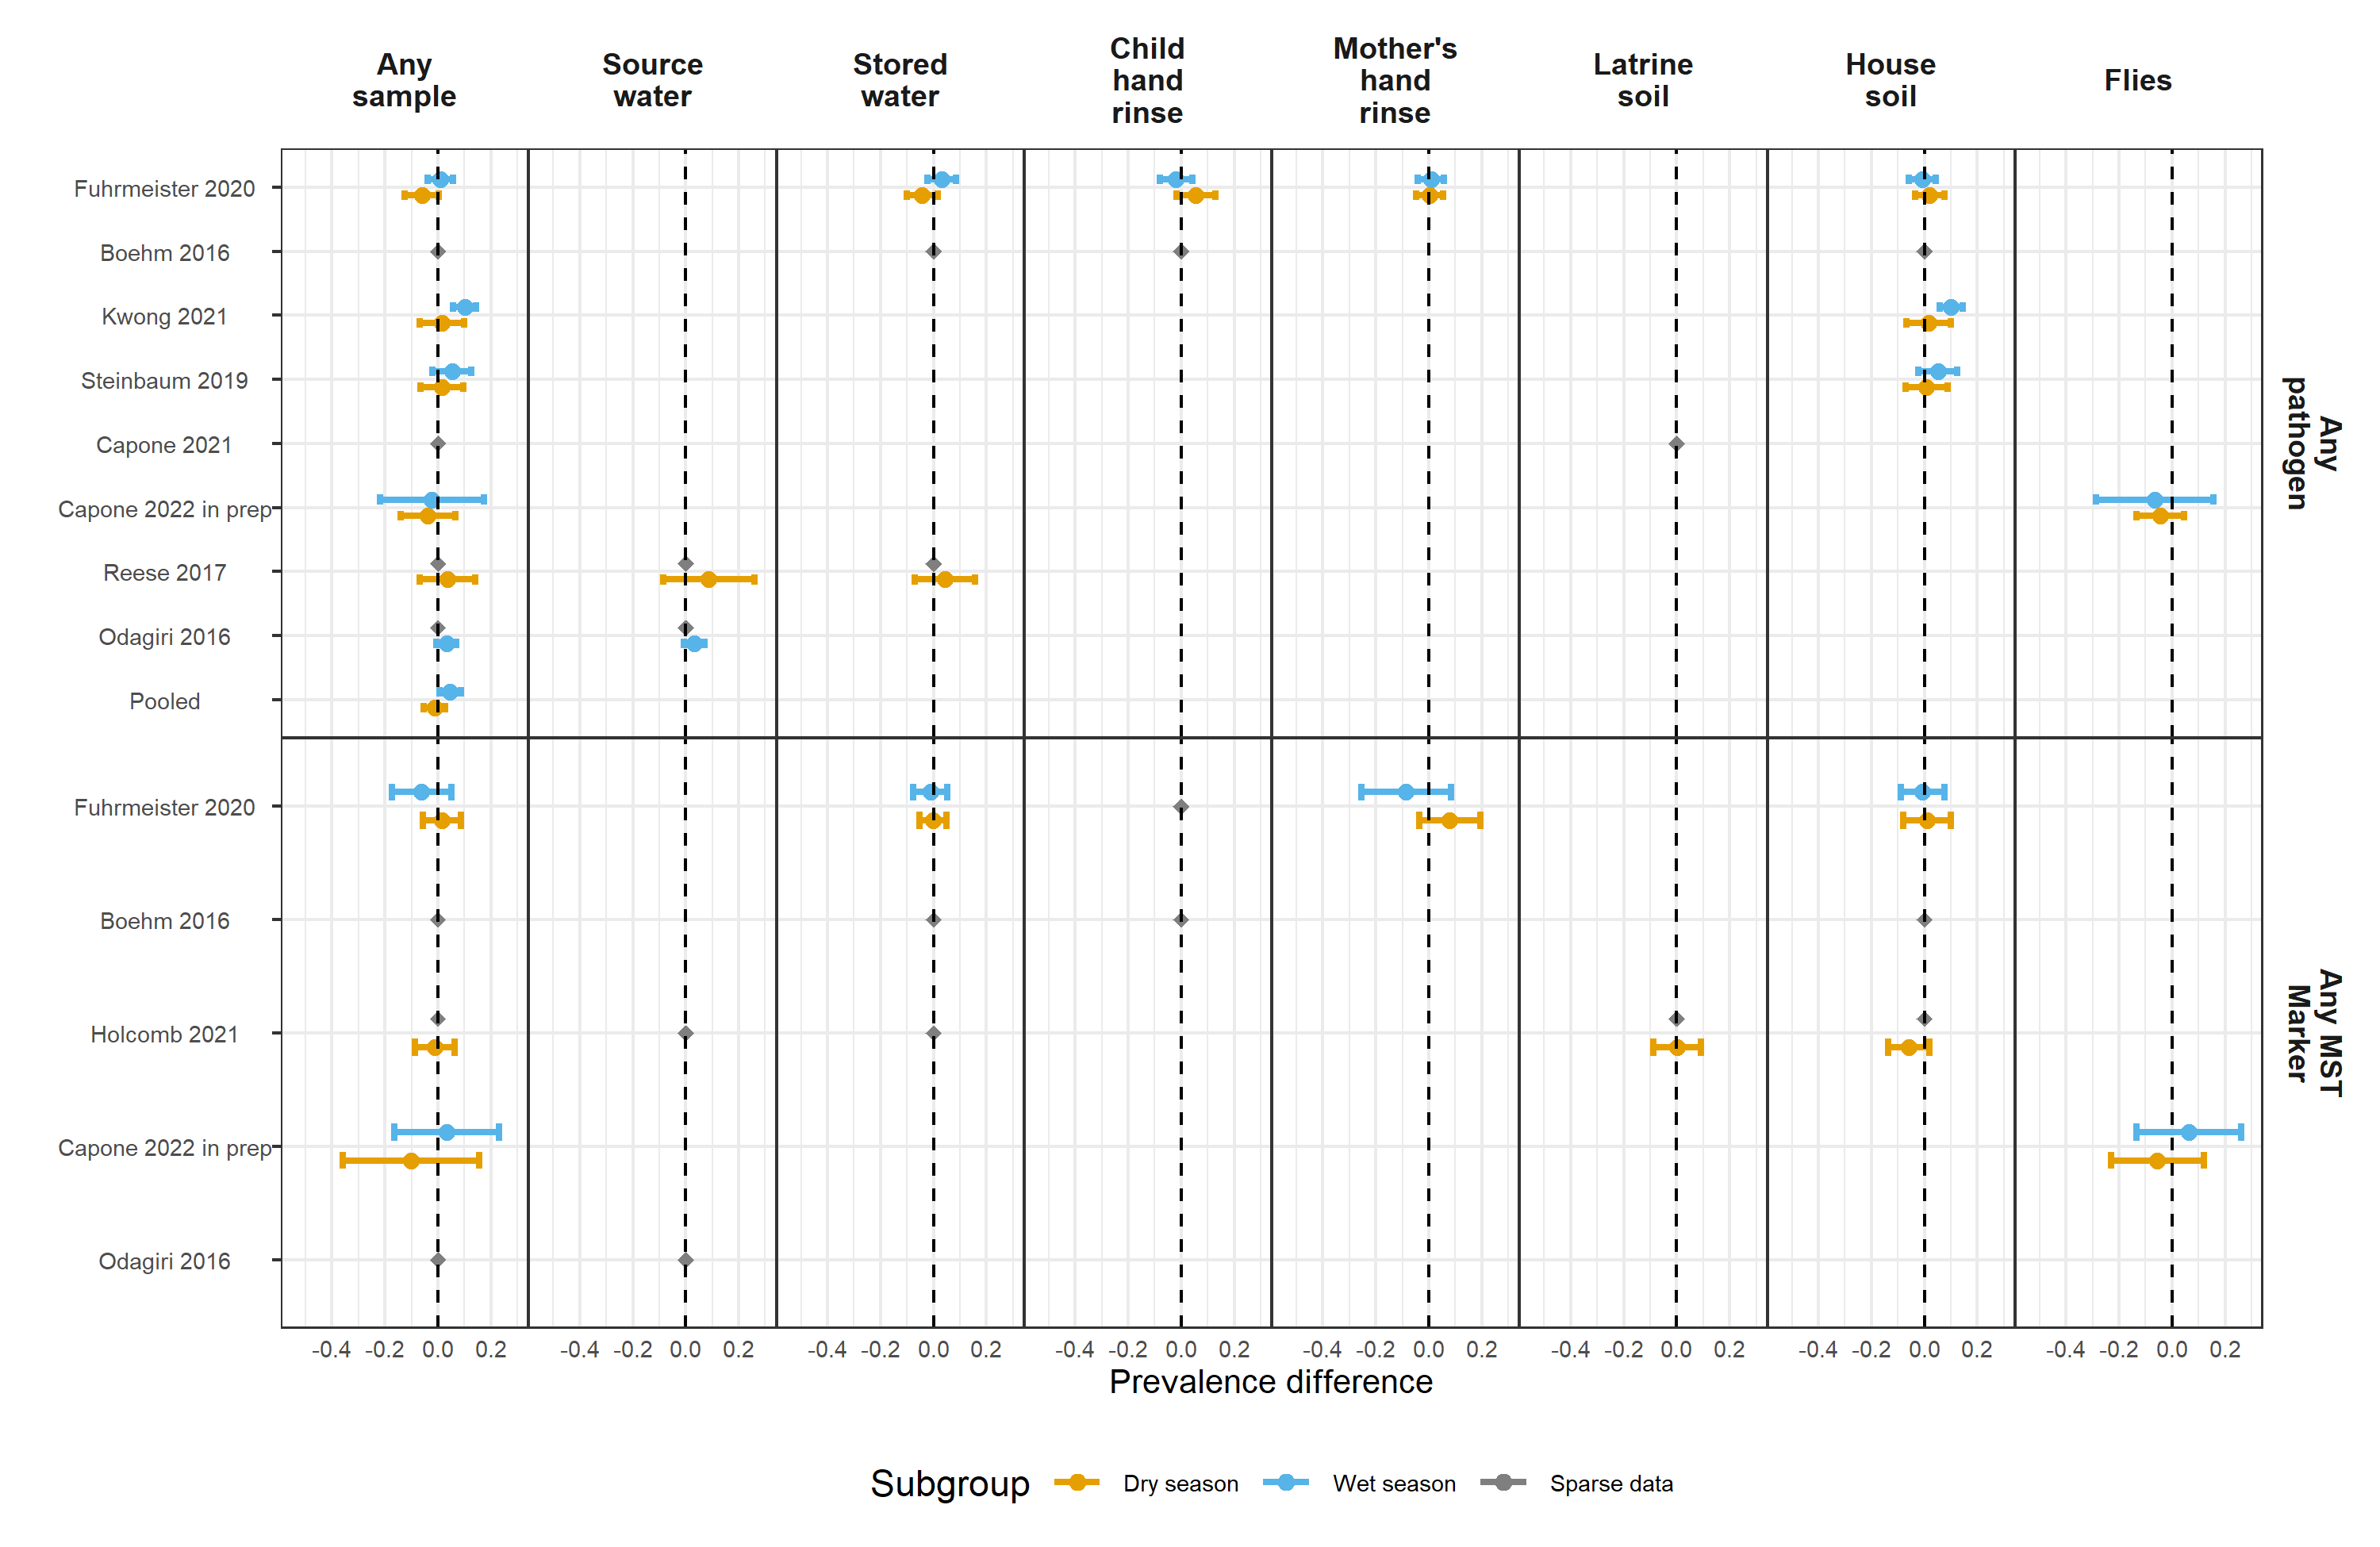 Any
sample
Source
water
Stored
water
Child
hand
rinse
Mother's
hand
rinse
Latrine
soil
House
soil
Flies
Fuhrmeister 2020
Boehm 2016
Kwong 2021
Steinbaum 2019
Capone 2021
Capone 2022 in prep
Reese 2017
Odagiri 2016
Pooled
Any
pathogen
Fuhrmeister 2020
Boehm 2016
Holcomb 2021
Capone 2022 in prep
Odagiri 2016
Any MST
Marker
-0.4 -0.2 0.0 0.2 -0.4 -0.2 0.0 0.2 -0.4 -0.2 0.0 0.2 -0.4 -0.2 0.0 0.2 -0.4 -0.2 0.0 0.2 -0.4 -0.2 0.0 0.2 -0.4 -0.2 0.0 0.2 -0.4 -0.2 0.0 0.2
Prevalence difference
Subgroup Dry season Wet season Sparse data